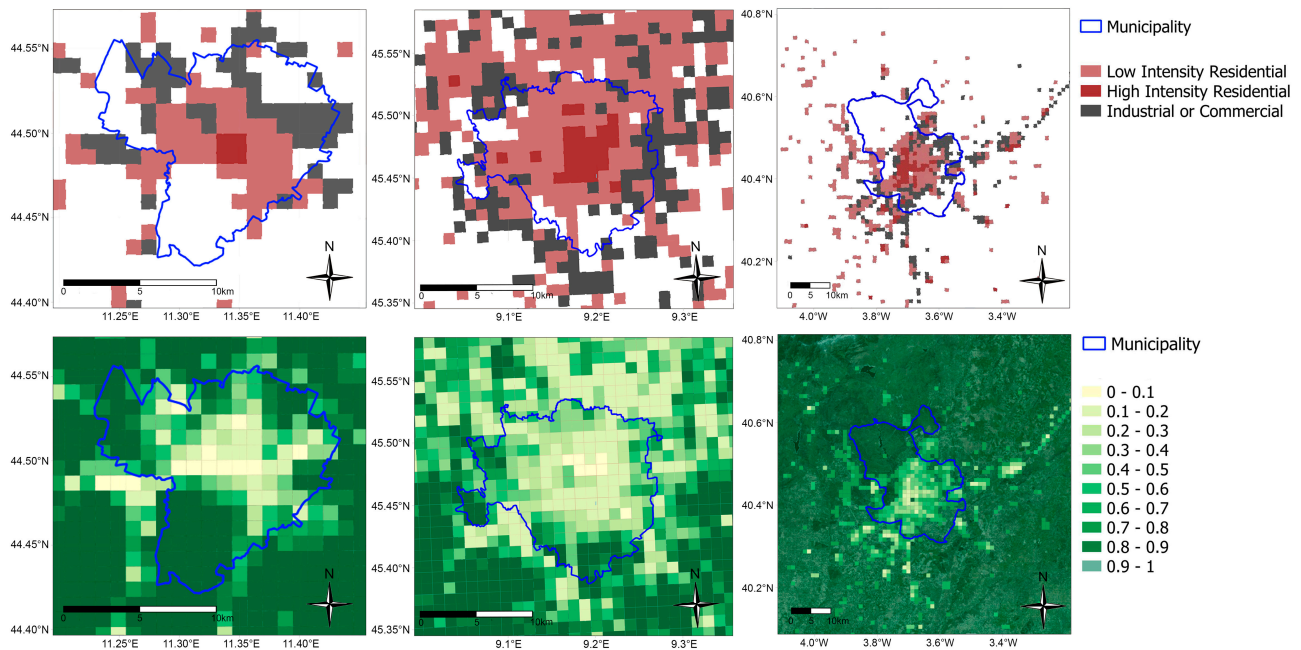 44.55°N
44.50°N
44.45°N
44.40°N
N
0 5 10km
11.25°E 11.30°E 11.35°E 11.40°E
45.55°N
45.50°N
45.45°N
45.40°N
45.35°N
N
0 5 10km
9.1°E 9.2°E 9.3°E
40.8°N
40.6°N
40.4°N
40.2°N
N
0 5 10km
4.0°W 3.8°W 3.6°W 3.4°W
Municipality
Low Intensity Residential
High Intensity Residential
Industrial or Commercial
44.55°N
44.50°N
44.45°N
44.40°N
N
0 5 10km
11.25°E 11.30°E 11.35°E 11.40°E
45.55°N
45.50°N
45.45°N
45.40°N
45.35°N
N
0 5 10km
9.1°E 9.2°E 9.3°E
40.8°N
40.6°N
40.4°N
40.2°N
N
0 5 10km
4.0°W 3.8°W 3.6°W 3.4°W
Municipality
0 - 0.1
0.1 - 0.2
0.2 - 0.3
0.3 - 0.4
0.4 - 0.5
0.5 - 0.6
0.6 - 0.7
0.7 - 0.8
0.8 - 0.9
0.9 - 1